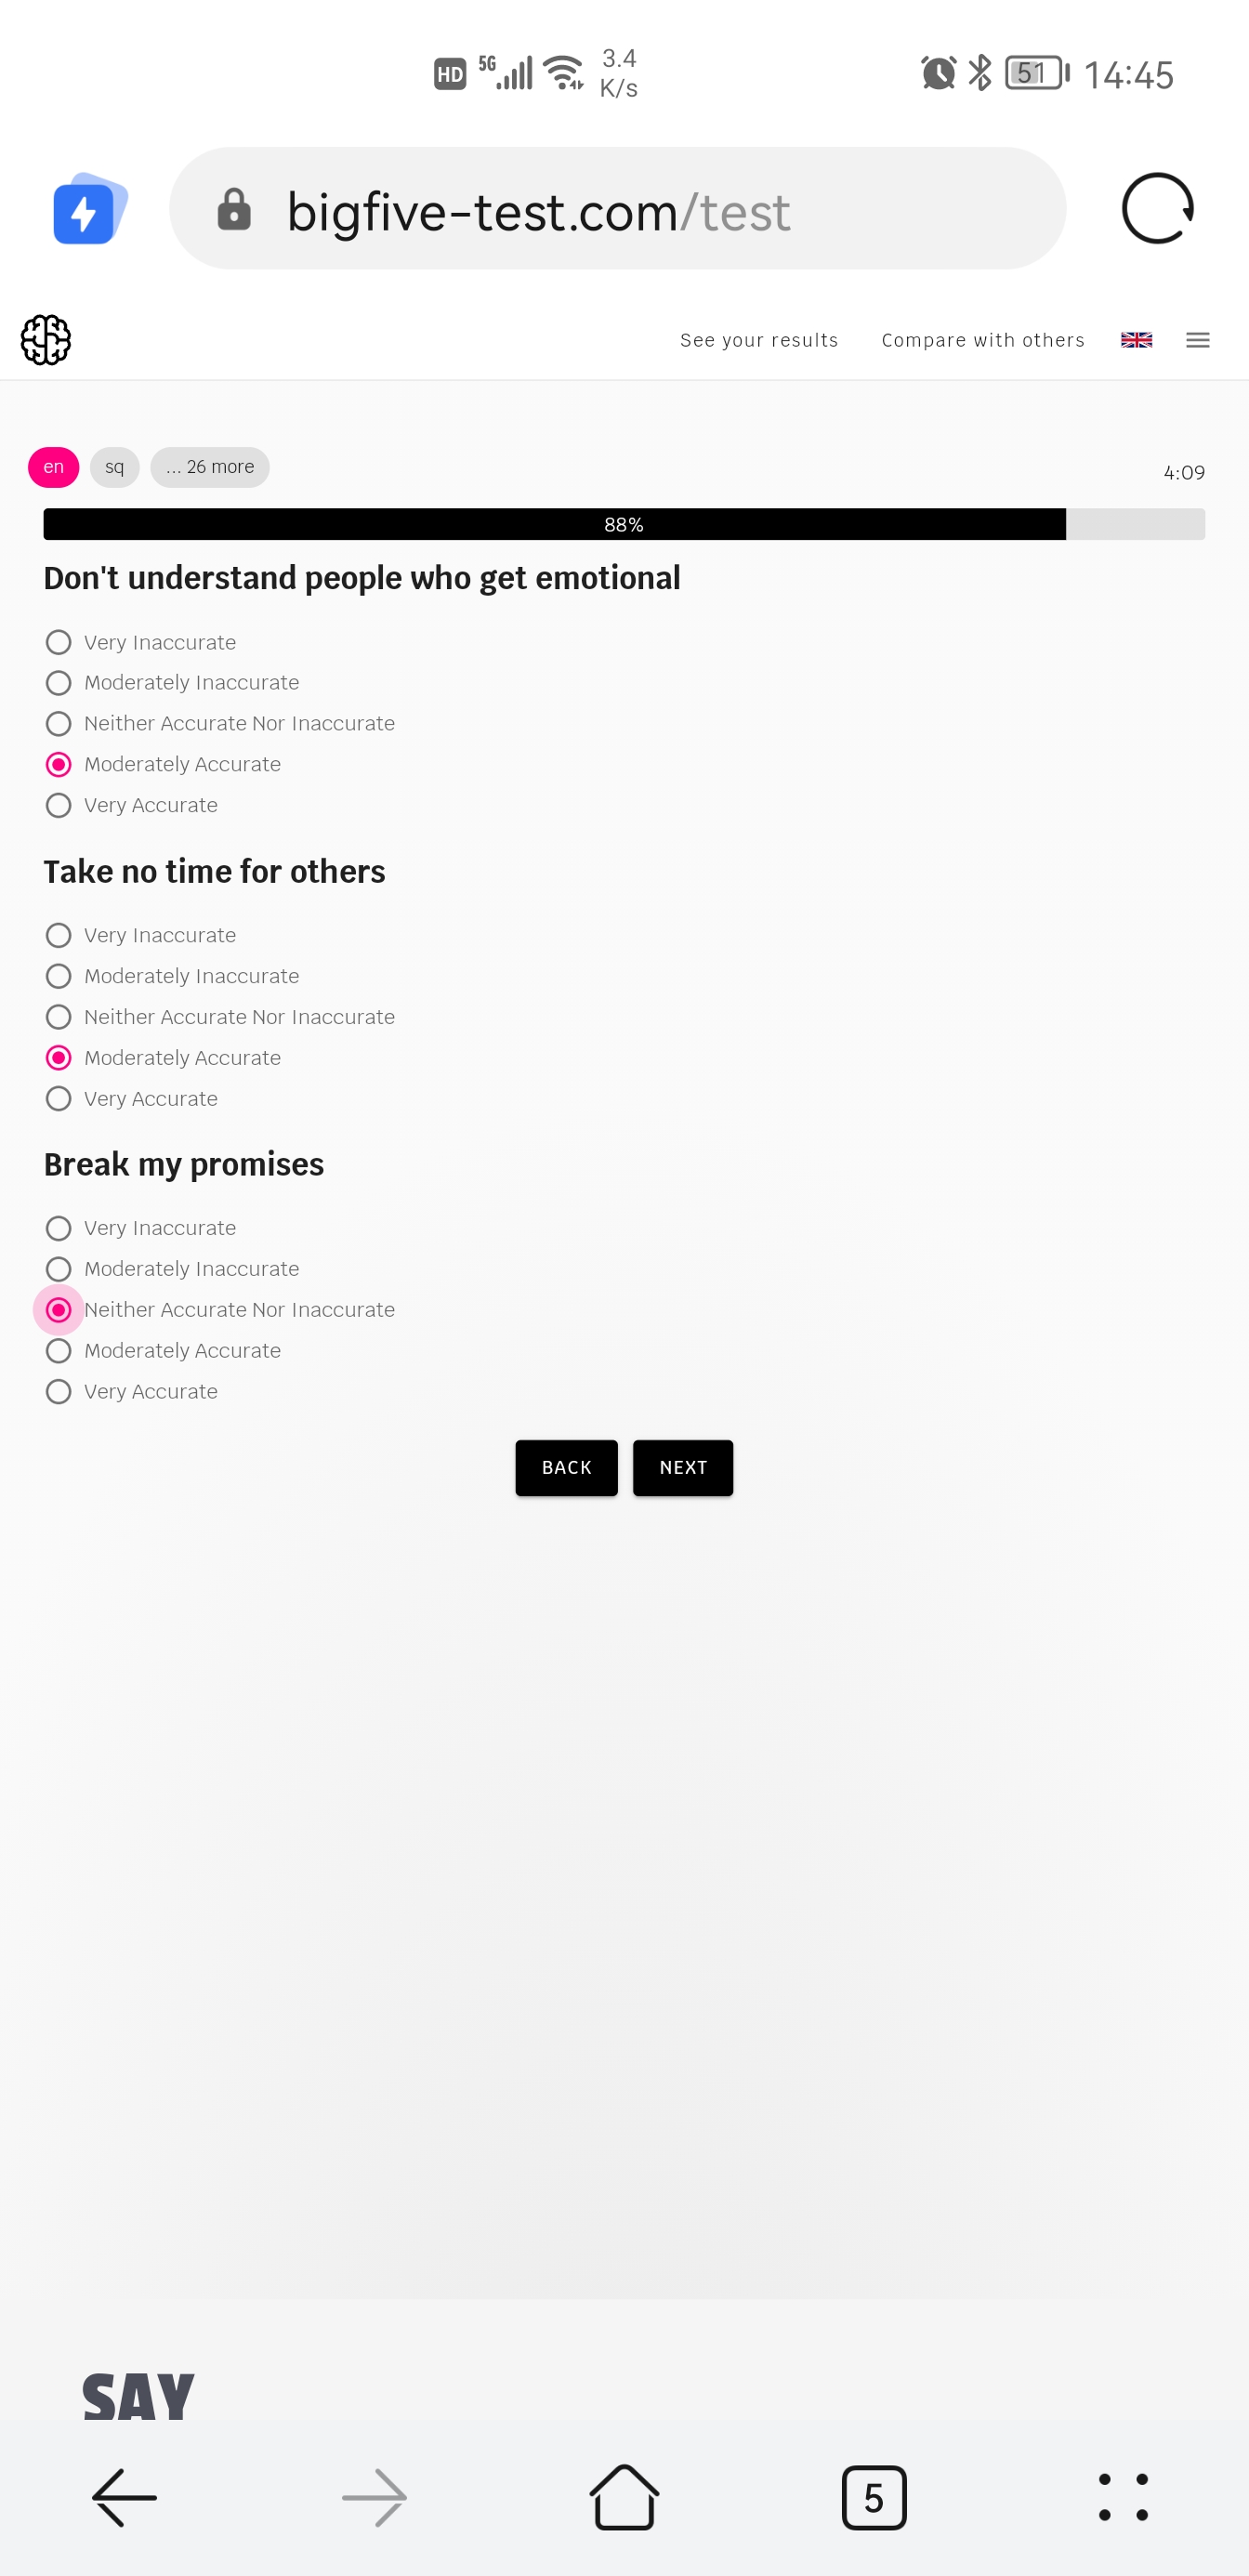 HD 5G 3.4 K/s 51 14:45
bigfive-test.com/test
See your results Compare with others
en sq ... 26 more 4:09
88%
Don't understand people who get emotional
Very Inaccurate
Moderately Inaccurate
Neither Accurate Nor Inaccurate
Moderately Accurate
Very Accurate
Take no time for others
Very Inaccurate
Moderately Inaccurate
Neither Accurate Nor Inaccurate
Moderately Accurate
Very Accurate
Break my promises
Very Inaccurate
Moderately Inaccurate
Neither Accurate Nor Inaccurate
Moderately Accurate
Very Accurate
BACK NEXT
SAY
5